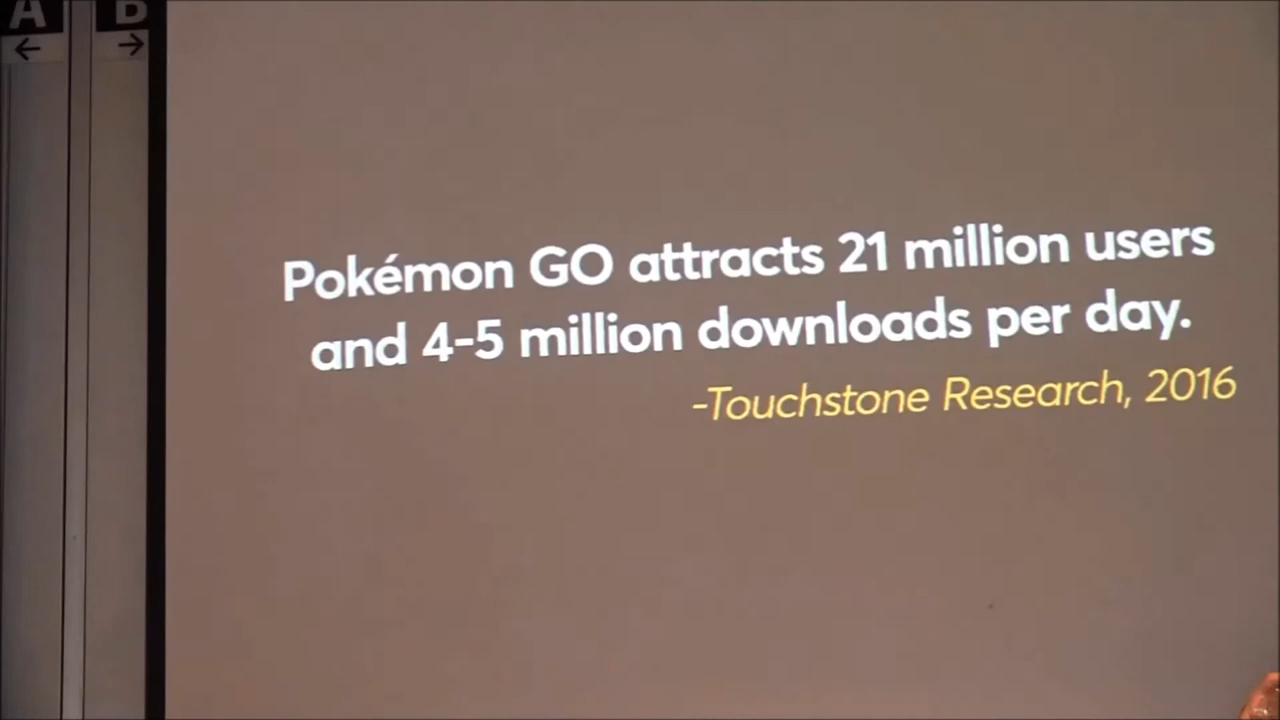 A
B
←
→
Pokémon GO attracts 21 million users
and 4-5 million downloads per day.
-Touchstone Research, 2016